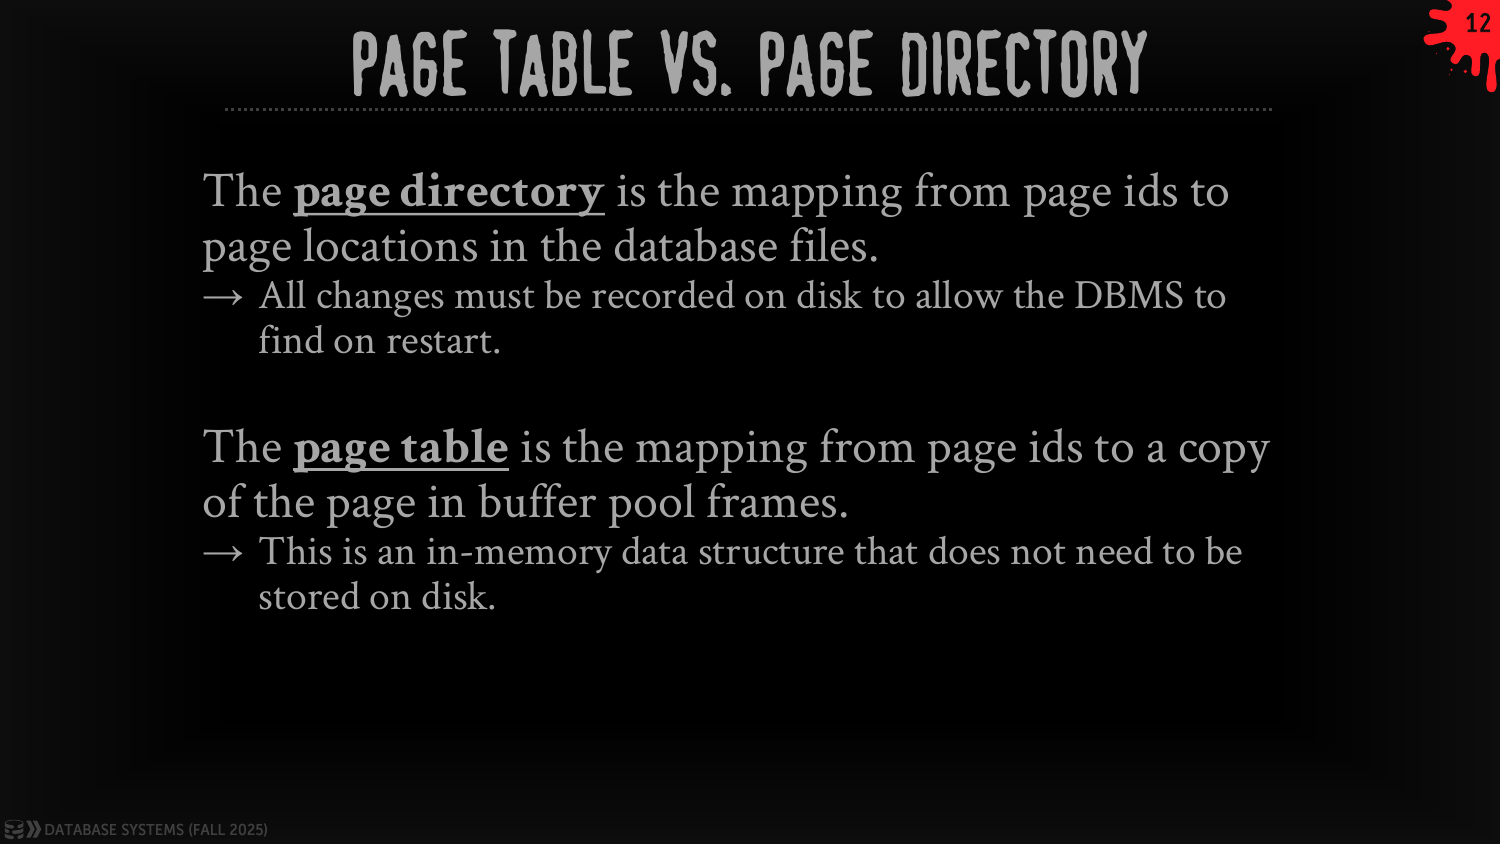 12
PAGE TABLE VS. PAGE DIRECTORY
The page directory is the mapping from page ids to
page locations in the database files.
→ All changes must be recorded on disk to allow the DBMS to
find on restart.
The page table is the mapping from page ids to a copy
of the page in buffer pool frames.
→ This is an in-memory data structure that does not need to be
stored on disk.
DATABASE SYSTEMS (FALL 2025)